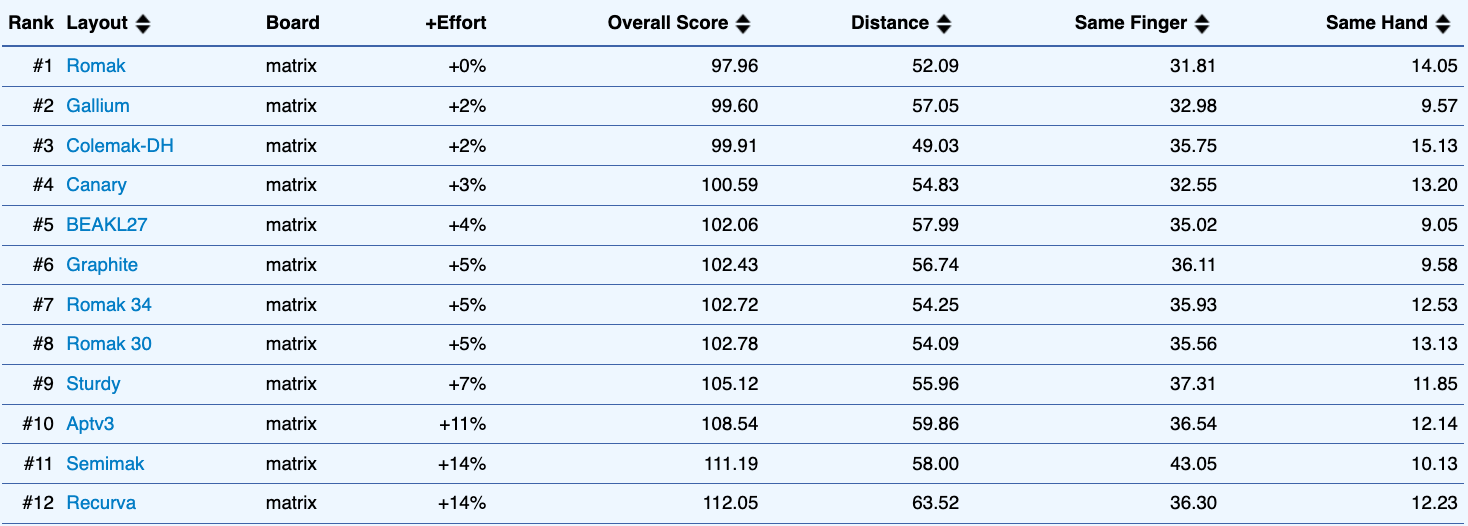 Rank Layout Board +Effort Overall Score Distance Same Finger Same Hand
#1 Romak matrix +0% 97.96 52.09 31.81 14.05
#2 Gallium matrix +2% 99.60 57.05 32.98 9.57
#3 Colemak-DH matrix +2% 99.91 49.03 35.75 15.13
#4 Canary matrix +3% 100.59 54.83 32.55 13.20
#5 BEAKL27 matrix +4% 102.06 57.99 35.02 9.05
#6 Graphite matrix +5% 102.43 56.74 36.11 9.58
#7 Romak 34 matrix +5% 102.72 54.25 35.93 12.53
#8 Romak 30 matrix +5% 102.78 54.09 35.56 13.13
#9 Sturdy matrix +7% 105.12 55.96 37.31 11.85
#10 Aptv3 matrix +11% 108.54 59.86 36.54 12.14
#11 Semimak matrix +14% 111.19 58.00 43.05 10.13
#12 Recurva matrix +14% 112.05 63.52 36.30 12.23